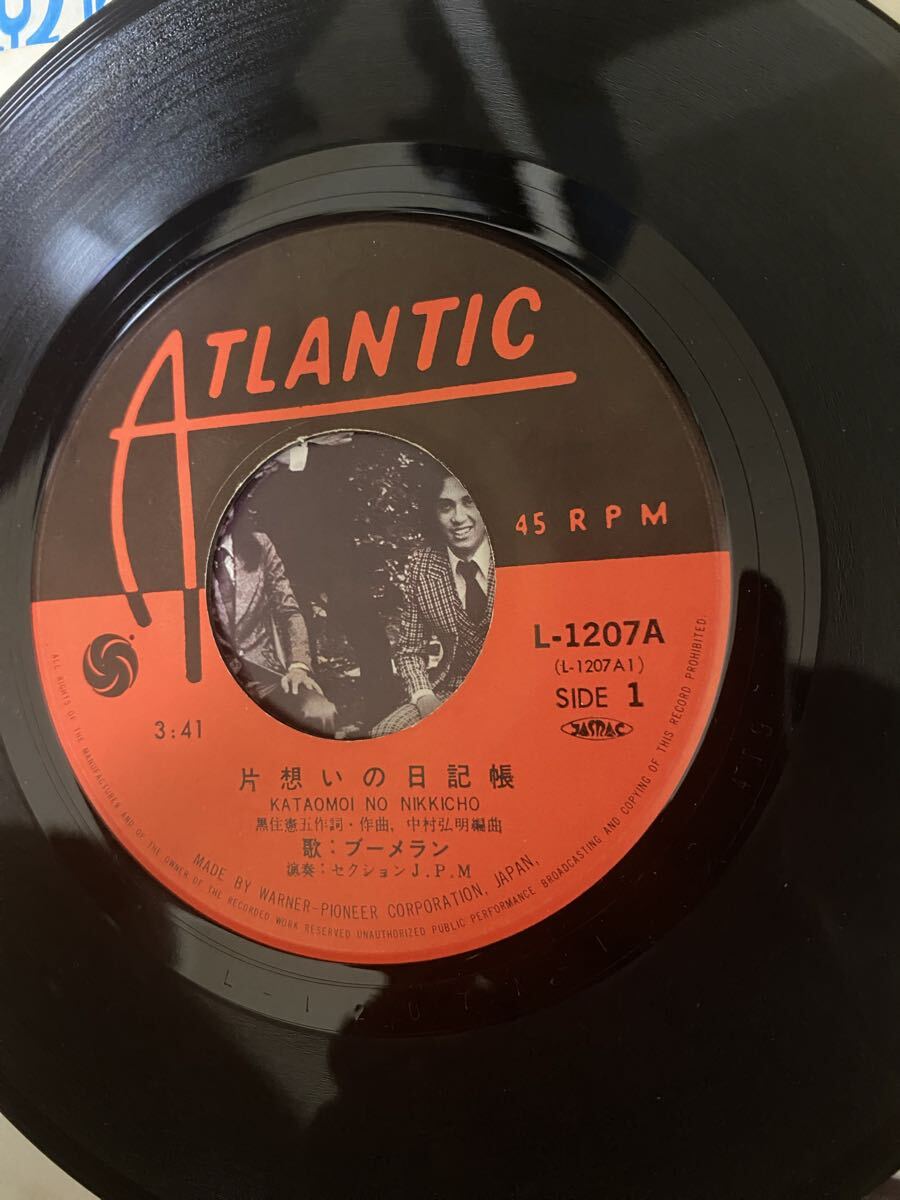 ATLANTIC
45 RPM
L-1207A
(L-1207A1)
SIDE 1
JASRAC
3:41
片想いの日記帳
KATAOMOI NO NIKKICHO
黒住憲五作詞・作曲、中村弘明編曲
歌:ブーメラン
演奏:セクションJ.P.M
MADE BY WARNER-PIONEER CORPORATION, JAPAN,
ALL RIGHTS OF THE MANUFACTURER AND OF THE OWNER OF THE RECORDED WORK RESERVED UNAUTHORIZED PUBLIC PERFORMANCE BROADCASTING AND COPYING OF THIS RECORD PROHIBITED.